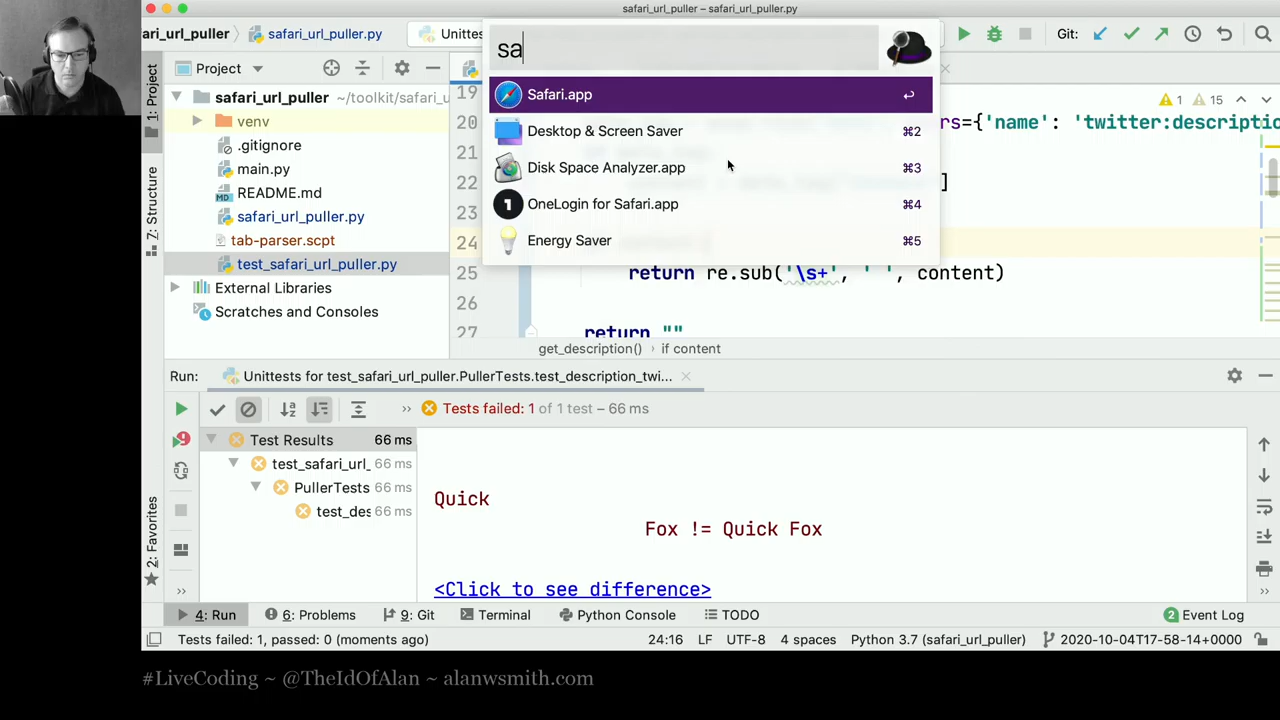 safari_url_puller – safari_url_puller.py
ari_url_puller
safari_url_puller.py
Unittes
Git:
sa
Safari.app
Desktop & Screen Saver ⌘2
Disk Space Analyzer.app ⌘3
OneLogin for Safari.app ⌘4
Energy Saver ⌘5
1: Project
Z: Structure
2: Favorites
Project
safari_url_puller ~/toolkit/safari_u
venv
.gitignore
main.py
README.md
safari_url_puller.py
tab-parser.scpt
test_safari_url_puller.py
External Libraries
Scratches and Consoles
1 15
19
20 rs={'name': 'twitter:descriptio
21
22 ]
23
24
25 return re.sub('\s+', ' ', content)
26
27 return ""
get_description() › if content
Run: Unittests for test_safari_url_puller.PullerTests.test_description_twi...
Tests failed: 1 of 1 test – 66 ms
Test Results 66 ms
test_safari_url_ 66 ms
PullerTests 66 ms
test_des 66 ms
Quick
Fox != Quick Fox
<Click to see difference>
4: Run
6: Problems
9: Git
Terminal
Python Console
TODO
2 Event Log
Tests failed: 1, passed: 0 (moments ago)
24:16 LF UTF-8 4 spaces Python 3.7 (safari_url_puller) 2020-10-04T17-58-14+0000
#LiveCoding ~ @TheIdOfAlan ~ alanwsmith.com